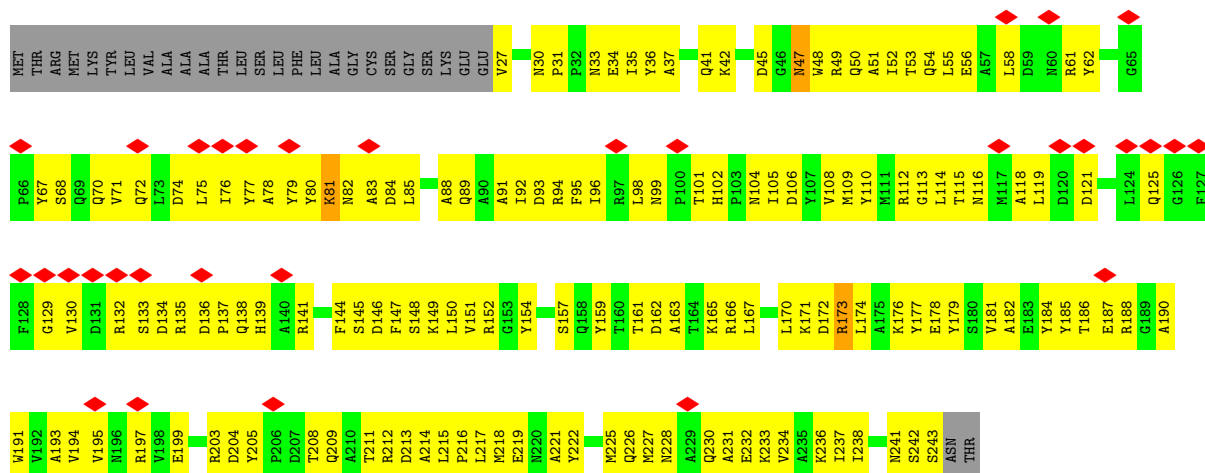 MET THR ARG MET LYS TYR LEU VAL ALA ALA ALA THR LEU SER LEU PHE LEU ALA GLY CYS SER GLY SER LYS GLU GLU V27 N30 P31 P32 N33 E34 I35 Y36 A37 Q41 K42 D45 G46 N47 W48 R49 Q50 A51 I52 T53 Q54 L55 E56 A57 L58 D59 N60 R61 Y62 G65
P66 Y67 S68 Q69 Q70 V71 Q72 L73 D74 L75 I76 Y77 A78 Y79 Y80 K81 N82 A83 D84 L85 A88 Q89 A90 A91 I92 D93 R94 F95 I96 R97 L98 N99 P100 T101 H102 P103 N104 I105 D106 Y107 V108 M109 Y110 M111 R112 G113 L114 T115 N116 M117 A118 L119 D120 D121 L124 Q125 G126 F127
F128 G129 V130 D131 R132 S133 D134 R135 D136 P137 Q138 H139 A140 R141 F144 S145 D146 F147 S148 K149 L150 V151 R152 G153 Y154 S157 Q158 Y159 T160 T161 D162 A163 T164 K165 R166 L167 L170 K171 D172 R173 L174 A175 K176 Y177 E178 Y179 S180 V181 A182 E183 Y184 Y185 T186 E187 R188 G189 A190
W191 V192 A193 V194 V195 N196 R197 V198 E199 R203 D204 Y205 P206 D207 T208 Q209 A210 T211 R212 D213 A214 L215 P216 L217 M218 E219 N220 A221 Y222 M225 Q226 M227 N228 A229 Q230 A231 E232 K233 V234 A235 K236 I237 I238 N241 S242 S243 ASN THR